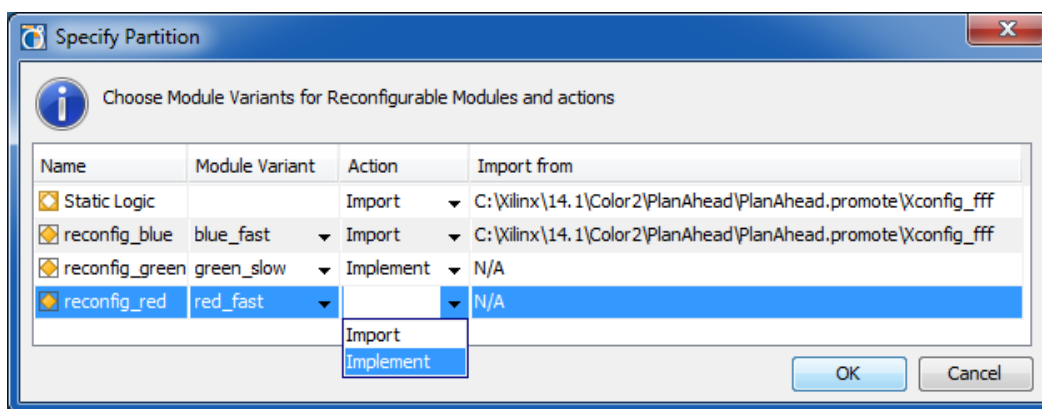 Specify Partition
Choose Module Variants for Reconfigurable Modules and actions
Name Module Variant Action Import from
Static Logic Import C:\Xilinx\14.1\Color2\PlanAhead\PlanAhead.promote\Xconfig_fff
reconfig_blue blue_fast Import C:\Xilinx\14.1\Color2\PlanAhead\PlanAhead.promote\Xconfig_fff
reconfig_green green_slow Implement N/A
reconfig_red red_fast N/A
Import
Implement
OK Cancel